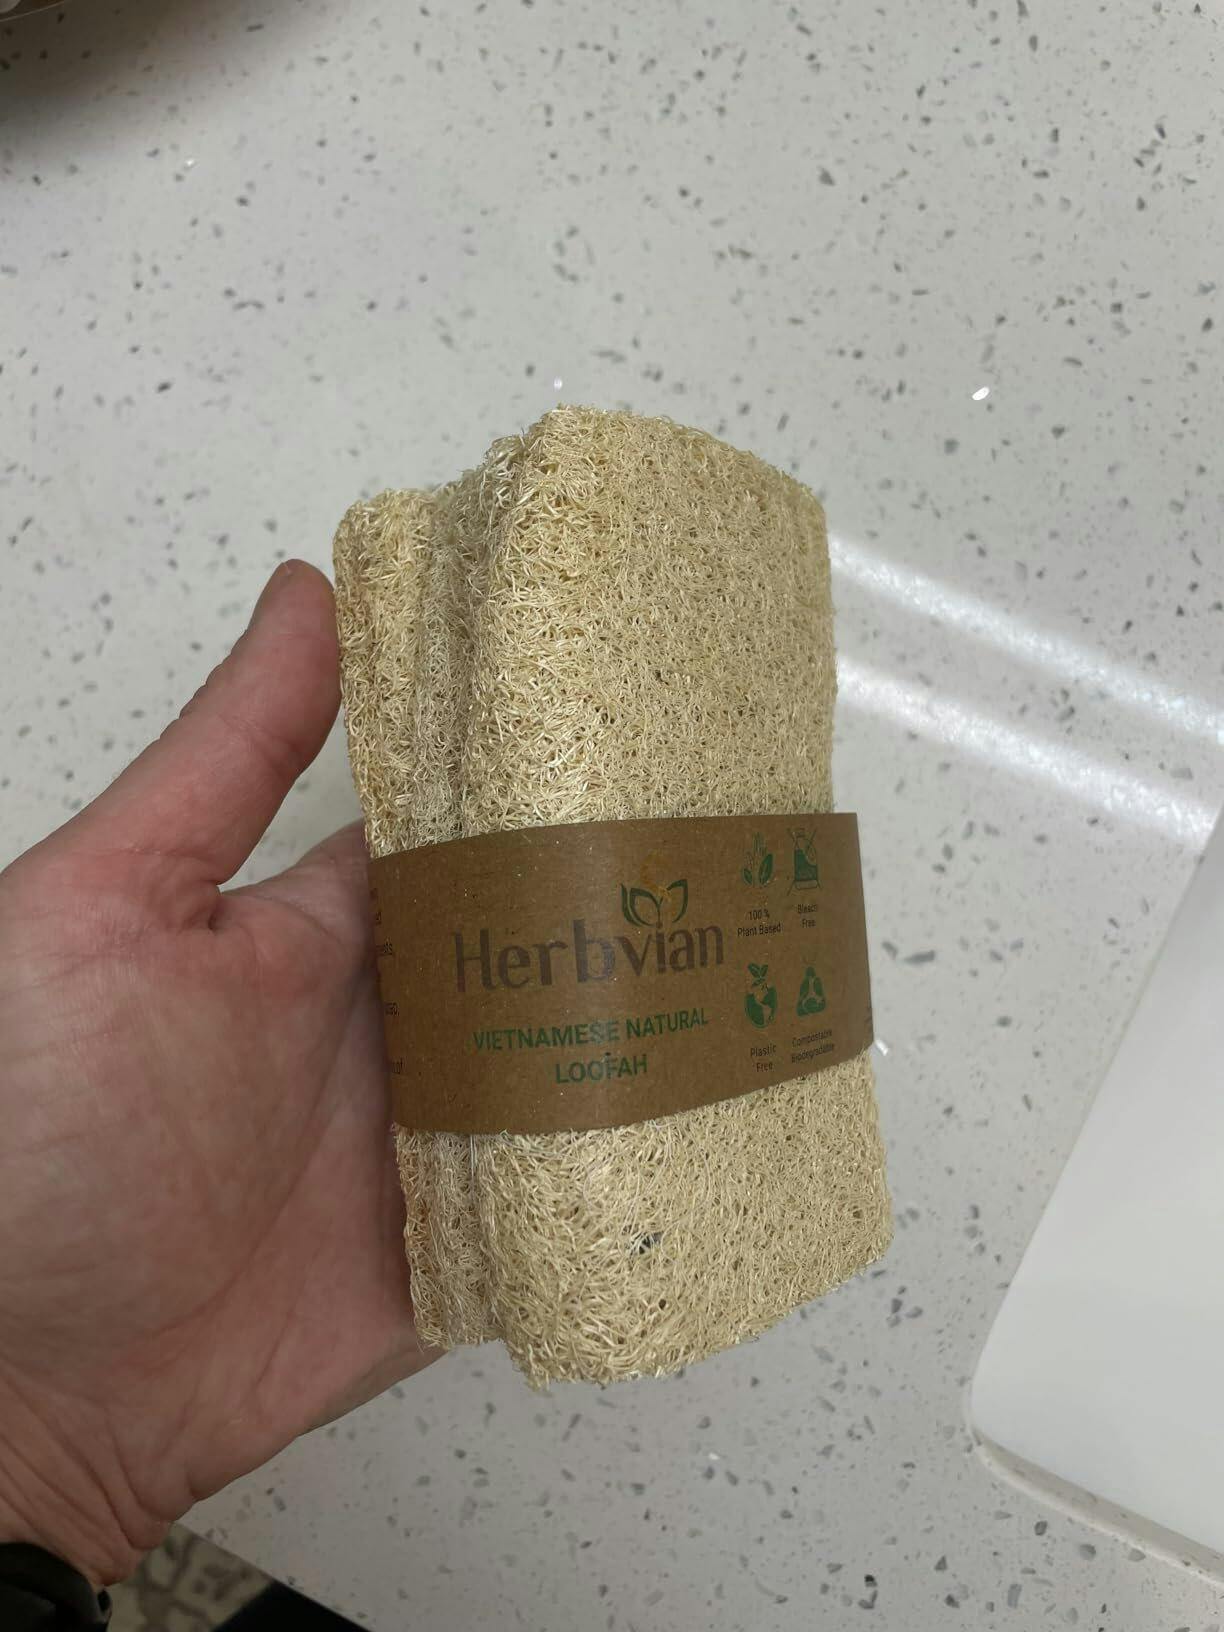 Herbvian
VIETNAMESE NATURAL
LOOFAH
100 %
Plant Based
Bleach
Free
Plastic
Free
Compostable
Biodegradable